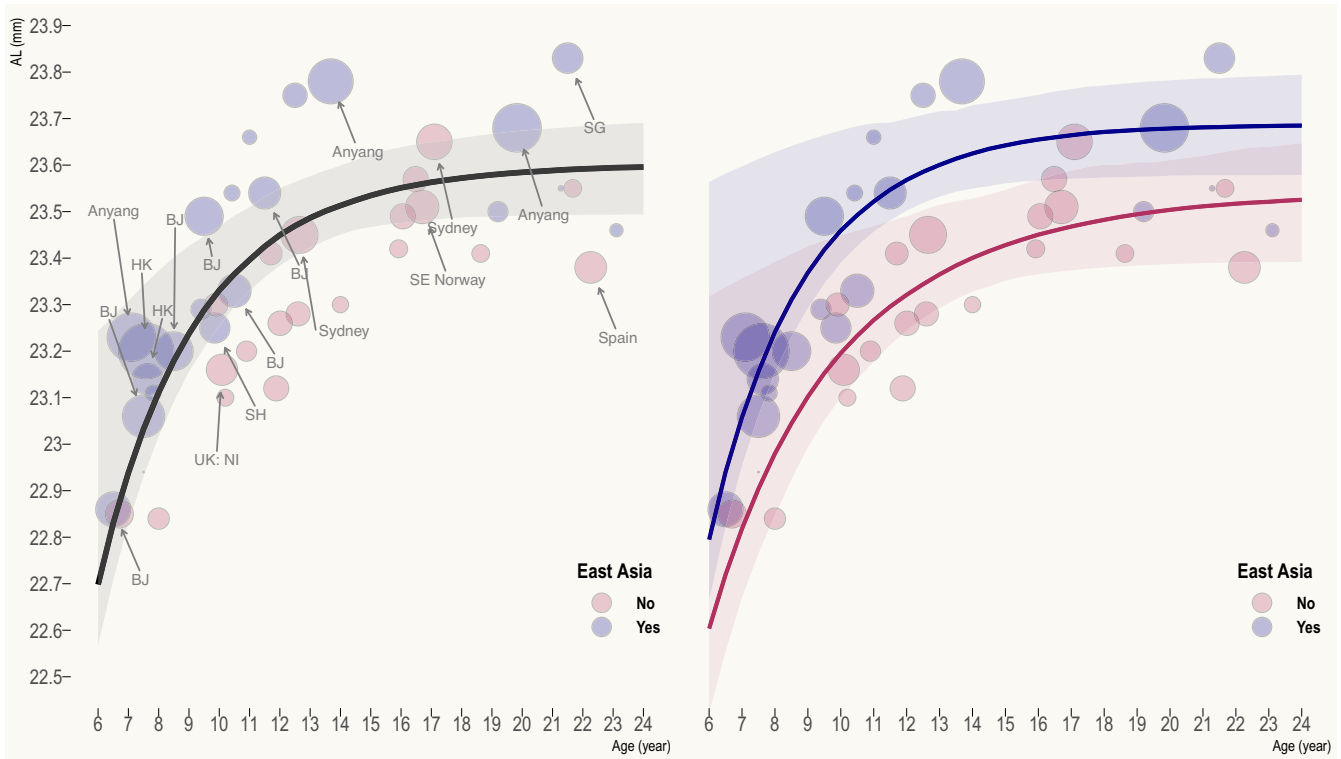 AL (mm)
23.9
23.8
23.7
23.6
23.5
23.4
23.3
23.2
23.1
23
22.9
22.8
22.7
22.6
22.5
SG
Anyang
Anyang
BJ
Sydney
Anyang
HK
BJ
BJ
SE Norway
BJ
HK
Sydney
Spain
BJ
SH
UK: NI
BJ
East Asia
No
Yes
6 7 8 9 10 11 12 13 14 15 16 17 18 19 20 21 22 23 24
Age (year)
East Asia
No
Yes
6 7 8 9 10 11 12 13 14 15 16 17 18 19 20 21 22 23 24
Age (year)